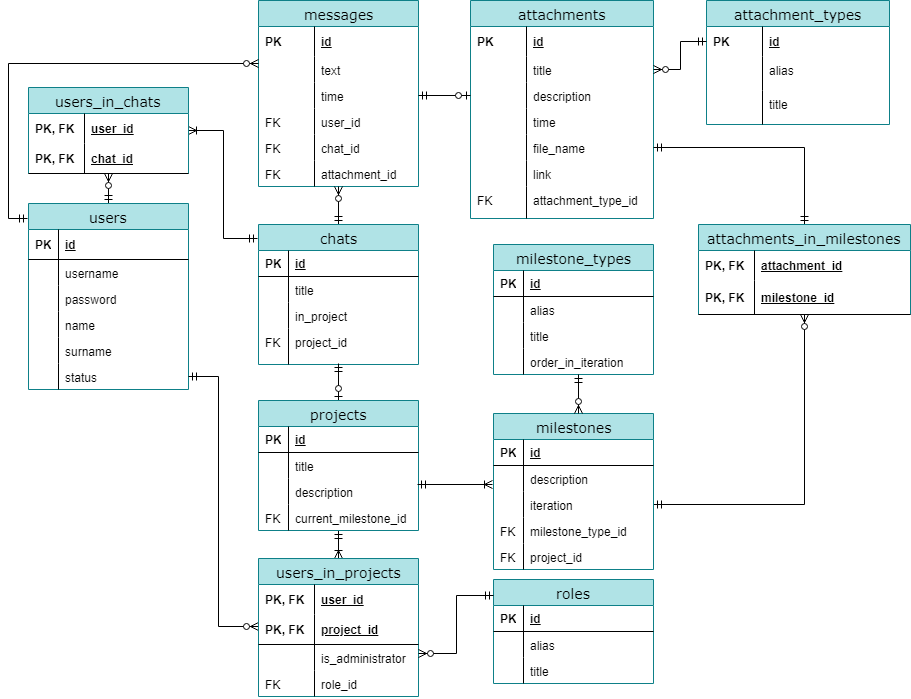 messages
PK id
text
time
FK user_id
FK chat_id
FK attachment_id
attachments
PK id
title
description
time
file_name
link
FK attachment_type_id
attachment_types
PK id
alias
title
users_in_chats
PK, FK user_id
PK, FK chat_id
users
PK id
username
password
name
surname
status
chats
PK id
title
in_project
FK project_id
milestone_types
PK id
alias
title
order_in_iteration
attachments_in_milestones
PK, FK attachment_id
PK, FK milestone_id
projects
PK id
title
description
FK current_milestone_id
milestones
PK id
description
iteration
FK milestone_type_id
FK project_id
users_in_projects
PK, FK user_id
PK, FK project_id
is_administrator
FK role_id
roles
PK id
alias
title